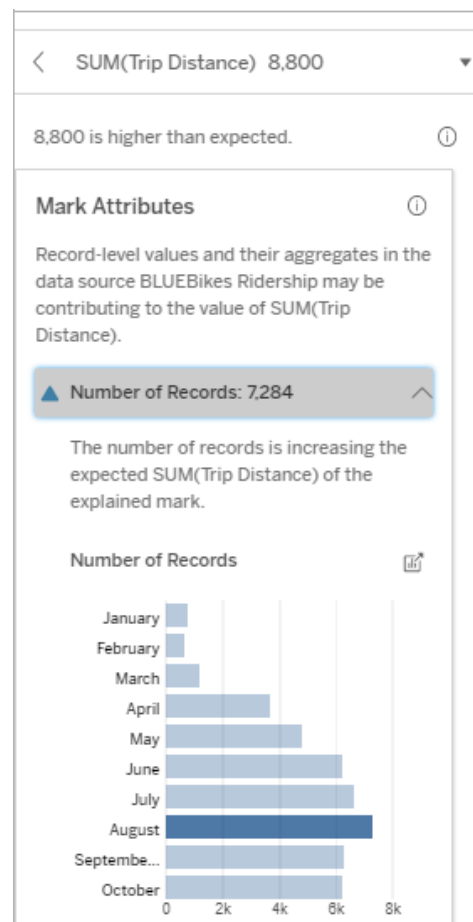 SUM(Trip Distance) 8,800
8,800 is higher than expected.
Mark Attributes
Record-level values and their aggregates in the
data source BLUEBikes Ridership may be
contributing to the value of SUM(Trip
Distance).
Number of Records: 7,284
The number of records is increasing the
expected SUM(Trip Distance) of the
explained mark.
Number of Records
January
February
March
April
May
June
July
August
Septembe...
October
0 2k 4k 6k 8k